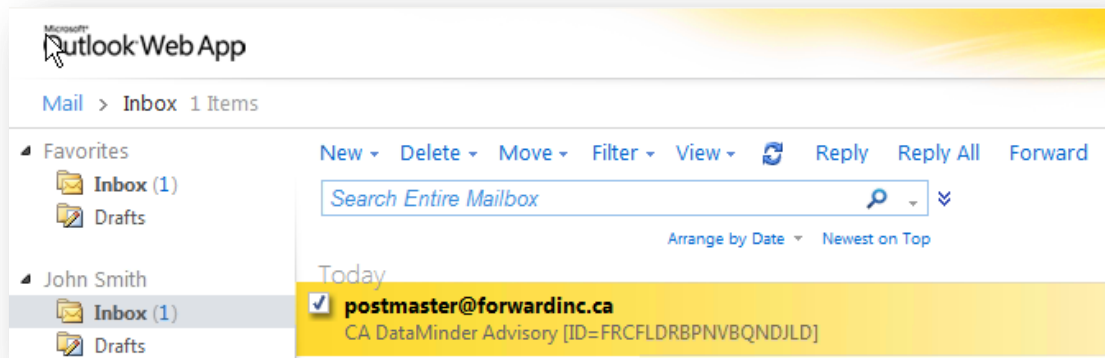 Microsoft®
Outlook Web App
Mail > Inbox 1 Items
Favorites
Inbox (1)
Drafts
John Smith
Inbox (1)
Drafts
New Delete Move Filter View Reply Reply All Forward
Search Entire Mailbox
Arrange by Date Newest on Top
Today
postmaster@forwardinc.ca
CA DataMinder Advisory [ID=FRCFLDRBPNVBQNDJLD]